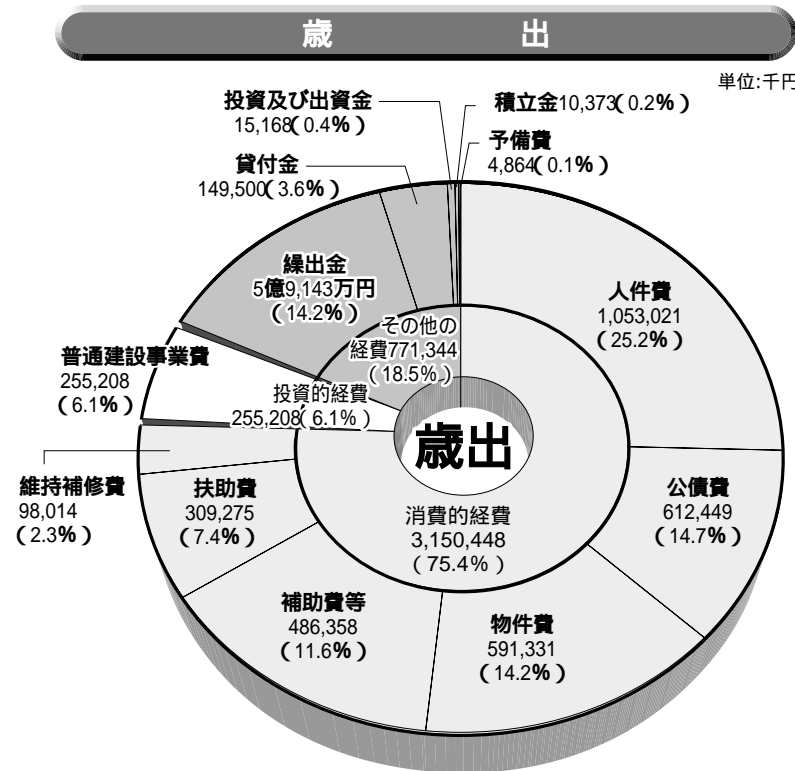 歳 出
単位:千円
投資及び出資金
15,168(0.4%)
積立金10,373(0.2%)
予備費
4,864(0.1%)
貸付金
149,500(3.6%)
繰出金
5億9,143万円
(14.2%)
人件費
1,053,021
(25.2%)
その他の
経費771,344
(18.5%)
普通建設事業費
255,208
(6.1%)
投資的経費
255,208(6.1%)
歳出
維持補修費
98,014
(2.3%)
扶助費
309,275
(7.4%)
消費的経費
3,150,448
(75.4%)
公債費
612,449
(14.7%)
補助費等
486,358
(11.6%)
物件費
591,331
(14.2%)